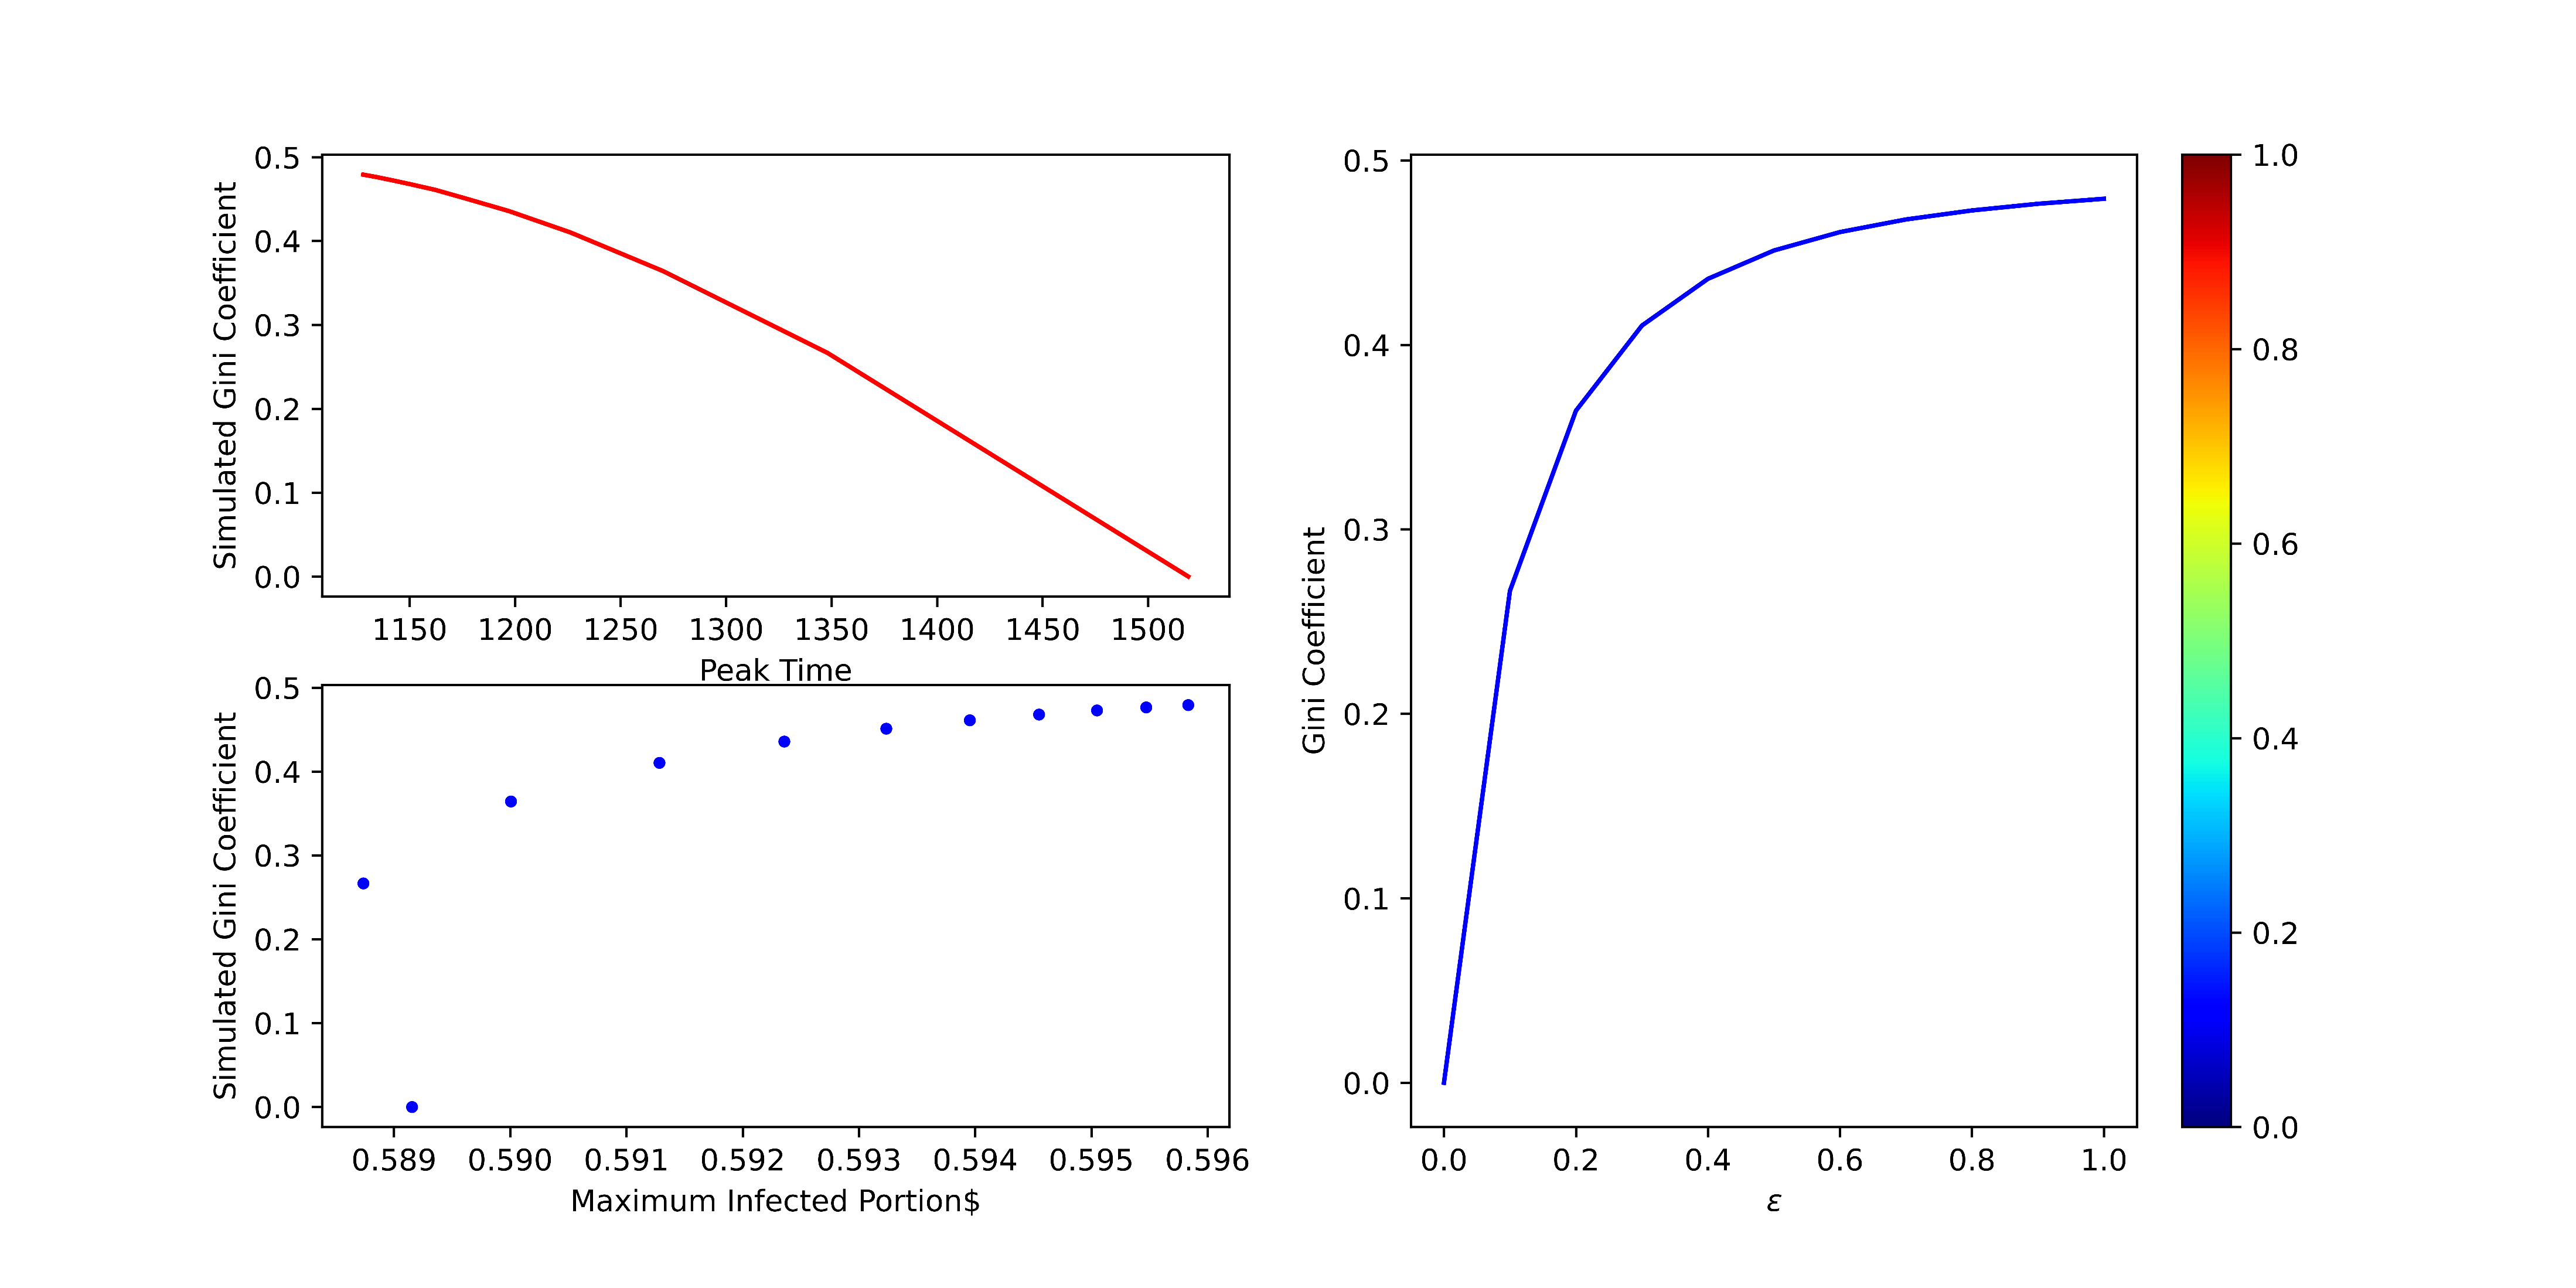 0.5
0.4
0.3
0.2
0.1
0.0
Simulated Gini Coefficient
1150 1200 1250 1300 1350 1400 1450 1500
Peak Time
0.5
0.4
0.3
0.2
0.1
0.0
Simulated Gini Coefficient
0.589 0.590 0.591 0.592 0.593 0.594 0.595 0.596
Maximum Infected Portion$
0.5
0.4
0.3
0.2
0.1
0.0
Gini Coefficient
0.0 0.2 0.4 0.6 0.8 1.0
ε
1.0
0.8
0.6
0.4
0.2
0.0